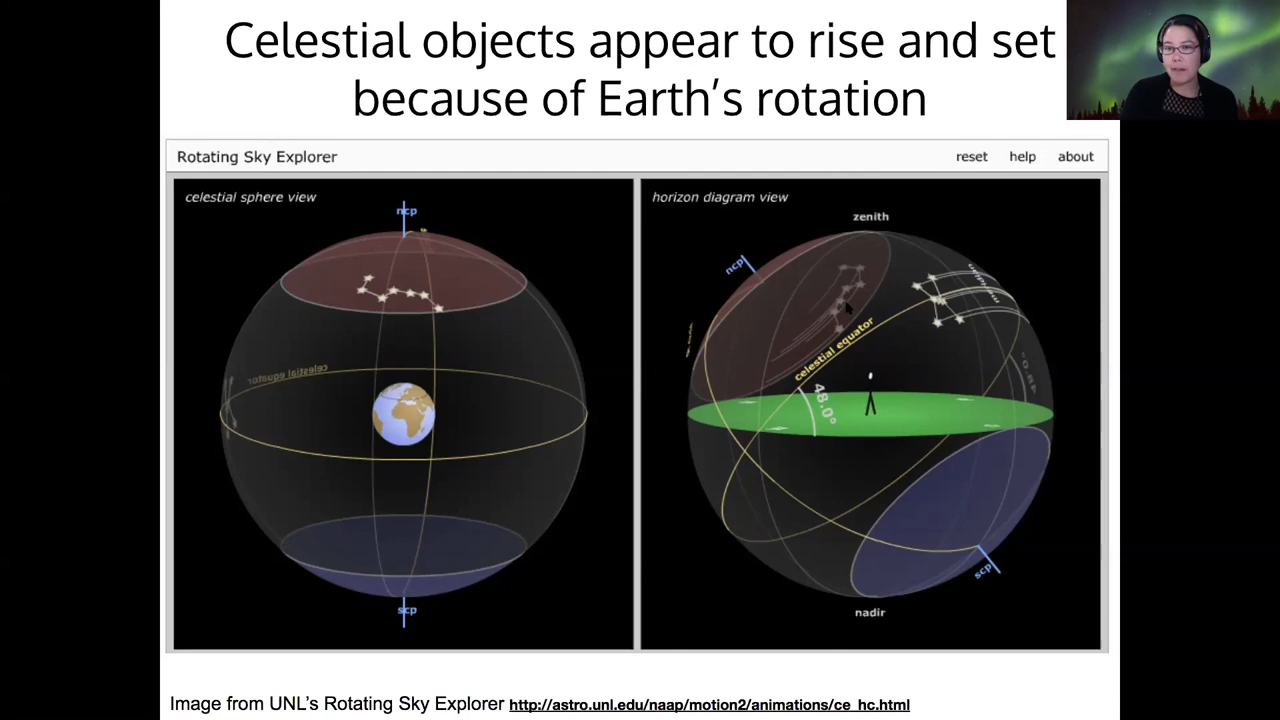 Celestial objects appear to rise and set
because of Earth's rotation
Rotating Sky Explorer
reset help about
celestial sphere view
ncp
celestial equator
scp
horizon diagram view
zenith
ncp
celestial equator
48.0°
48.0°
scp
nadir
Image from UNL's Rotating Sky Explorer http://astro.unl.edu/naap/motion2/animations/ce_hc.html